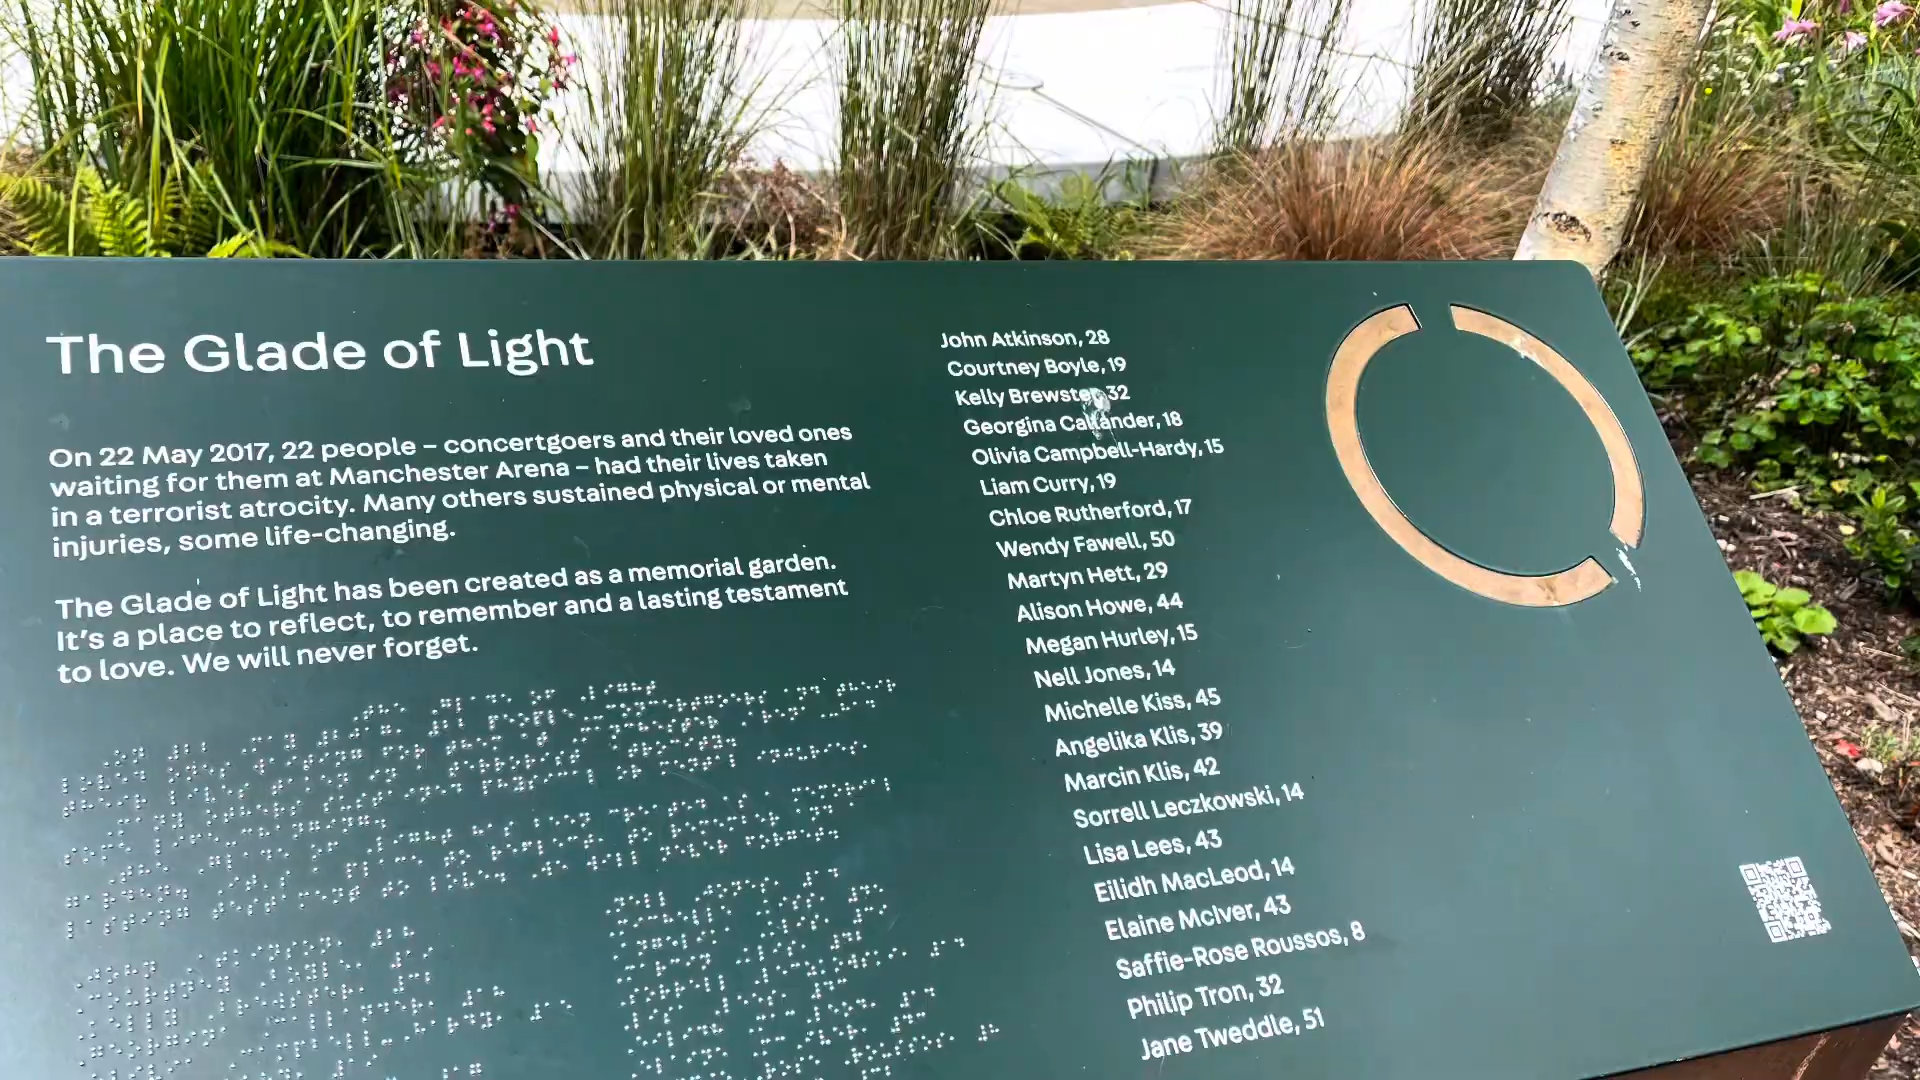 The Glade of Light
On 22 May 2017, 22 people – concertgoers and their loved ones
waiting for them at Manchester Arena – had their lives taken
in a terrorist atrocity. Many others sustained physical or mental
injuries, some life-changing.
The Glade of Light has been created as a memorial garden.
It's a place to reflect, to remember and a lasting testament
to love. We will never forget.
John Atkinson, 28
Courtney Boyle, 19
Kelly Brewster, 32
Georgina Callander, 18
Olivia Campbell-Hardy, 15
Liam Curry, 19
Chloe Rutherford, 17
Wendy Fawell, 50
Martyn Hett, 29
Alison Howe, 44
Megan Hurley, 15
Nell Jones, 14
Michelle Kiss, 45
Angelika Klis, 39
Marcin Klis, 42
Sorrell Leczkowski, 14
Lisa Lees, 43
Eilidh MacLeod, 14
Elaine McIver, 43
Saffie-Rose Roussos, 8
Philip Tron, 32
Jane Tweddle, 51